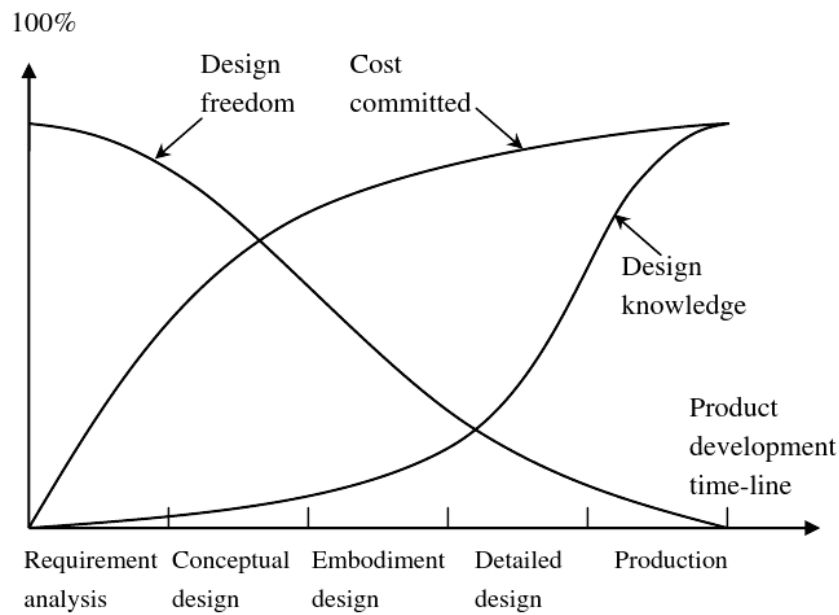 100%
Design
freedom
Cost
committed
Design
knowledge
Product
development
time-line
Requirement
analysis
Conceptual
design
Embodiment
design
Detailed
design
Production